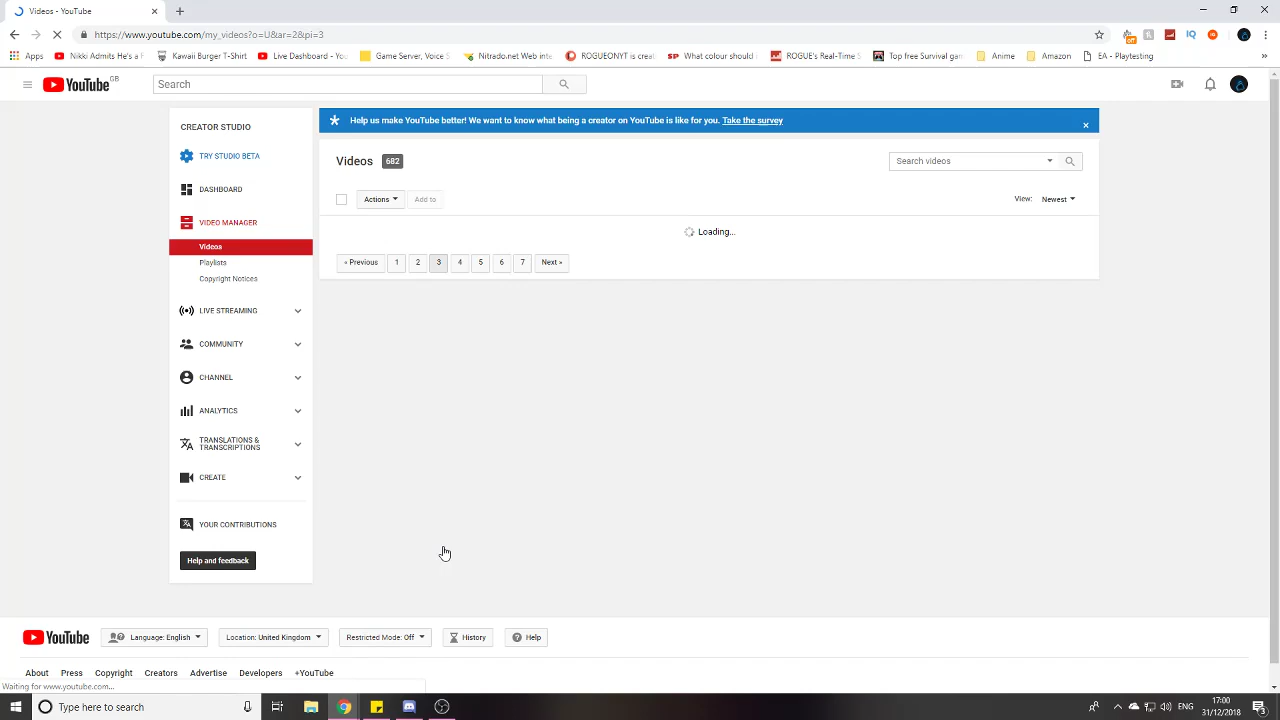 Videos - YouTube
https://www.youtube.com/my_videos?o=U&ar=2&pi=3
Apps
Nikki Admits He's a
Kawaii Burger T-Shirt
Live Dashboard - You
Game Server, Voice S
Nitrado.net Web inte
ROGUEONYT is creat
What colour should
ROGUE's Real-Time S
Top free Survival gam
Anime
Amazon
EA - Playtesting
YouTube GB
Search
CREATOR STUDIO
TRY STUDIO BETA
DASHBOARD
VIDEO MANAGER
Videos
Playlists
Copyright Notices
LIVE STREAMING
COMMUNITY
CHANNEL
ANALYTICS
TRANSLATIONS &
TRANSCRIPTIONS
CREATE
YOUR CONTRIBUTIONS
Help and feedback
Help us make YouTube better! We want to know what being a creator on YouTube is like for you. Take the survey
Videos 682
Search videos
Actions
Add to
View: Newest
Loading...
« Previous 1 2 3 4 5 6 7 Next »
YouTube
Language: English
Location: United Kingdom
Restricted Mode: Off
History
Help
About Press Copyright Creators Advertise Developers +YouTube
Waiting for www.youtube.com...
Type here to search
ENG
17:00
31/12/2018